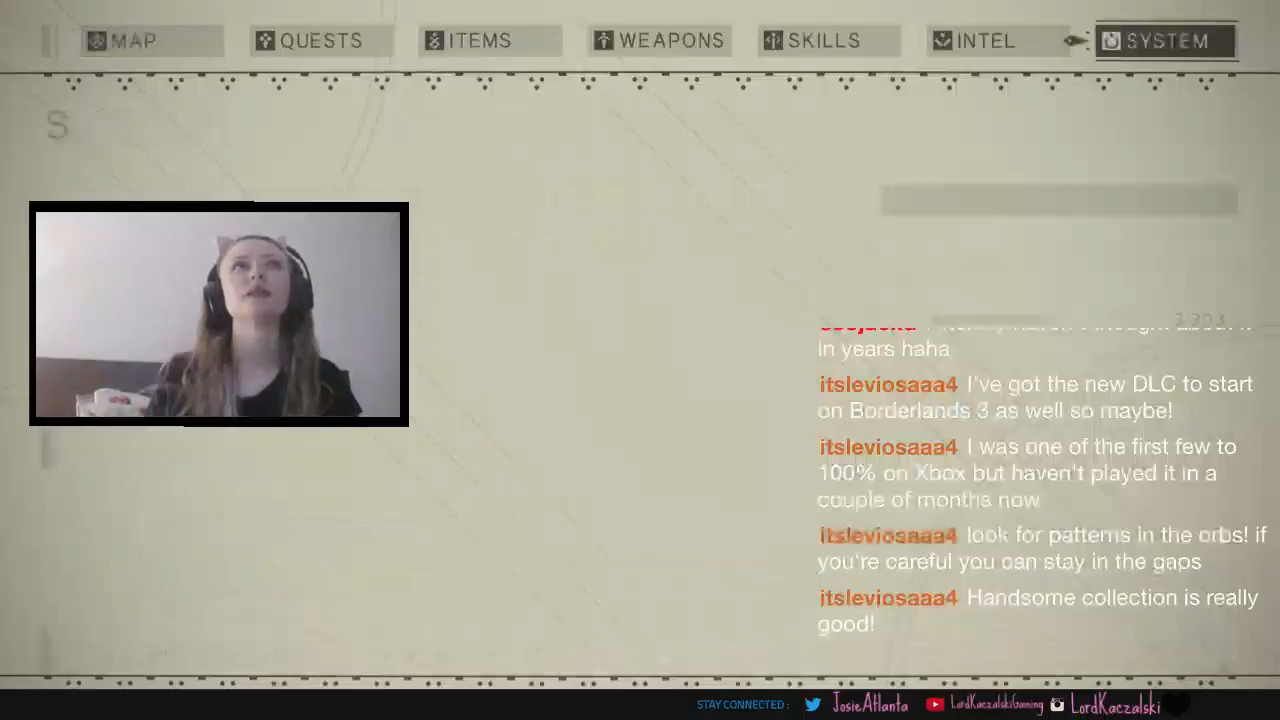 MAP QUESTS ITEMS WEAPONS SKILLS INTEL SYSTEM
S
in years haha
itsleviosaaa4 I've got the new DLC to start
on Borderlands 3 as well so maybe!
itsleviosaaa4 I was one of the first few to
100% on Xbox but haven't played it in a
couple of months now
itsleviosaaa4 look for patterns in the orbs! if
you're careful you can stay in the gaps
itsleviosaaa4 Handsome collection is really
good!
STAY CONNECTED : JosieAtlanta LordKaczalskiGaming LordKaczalski